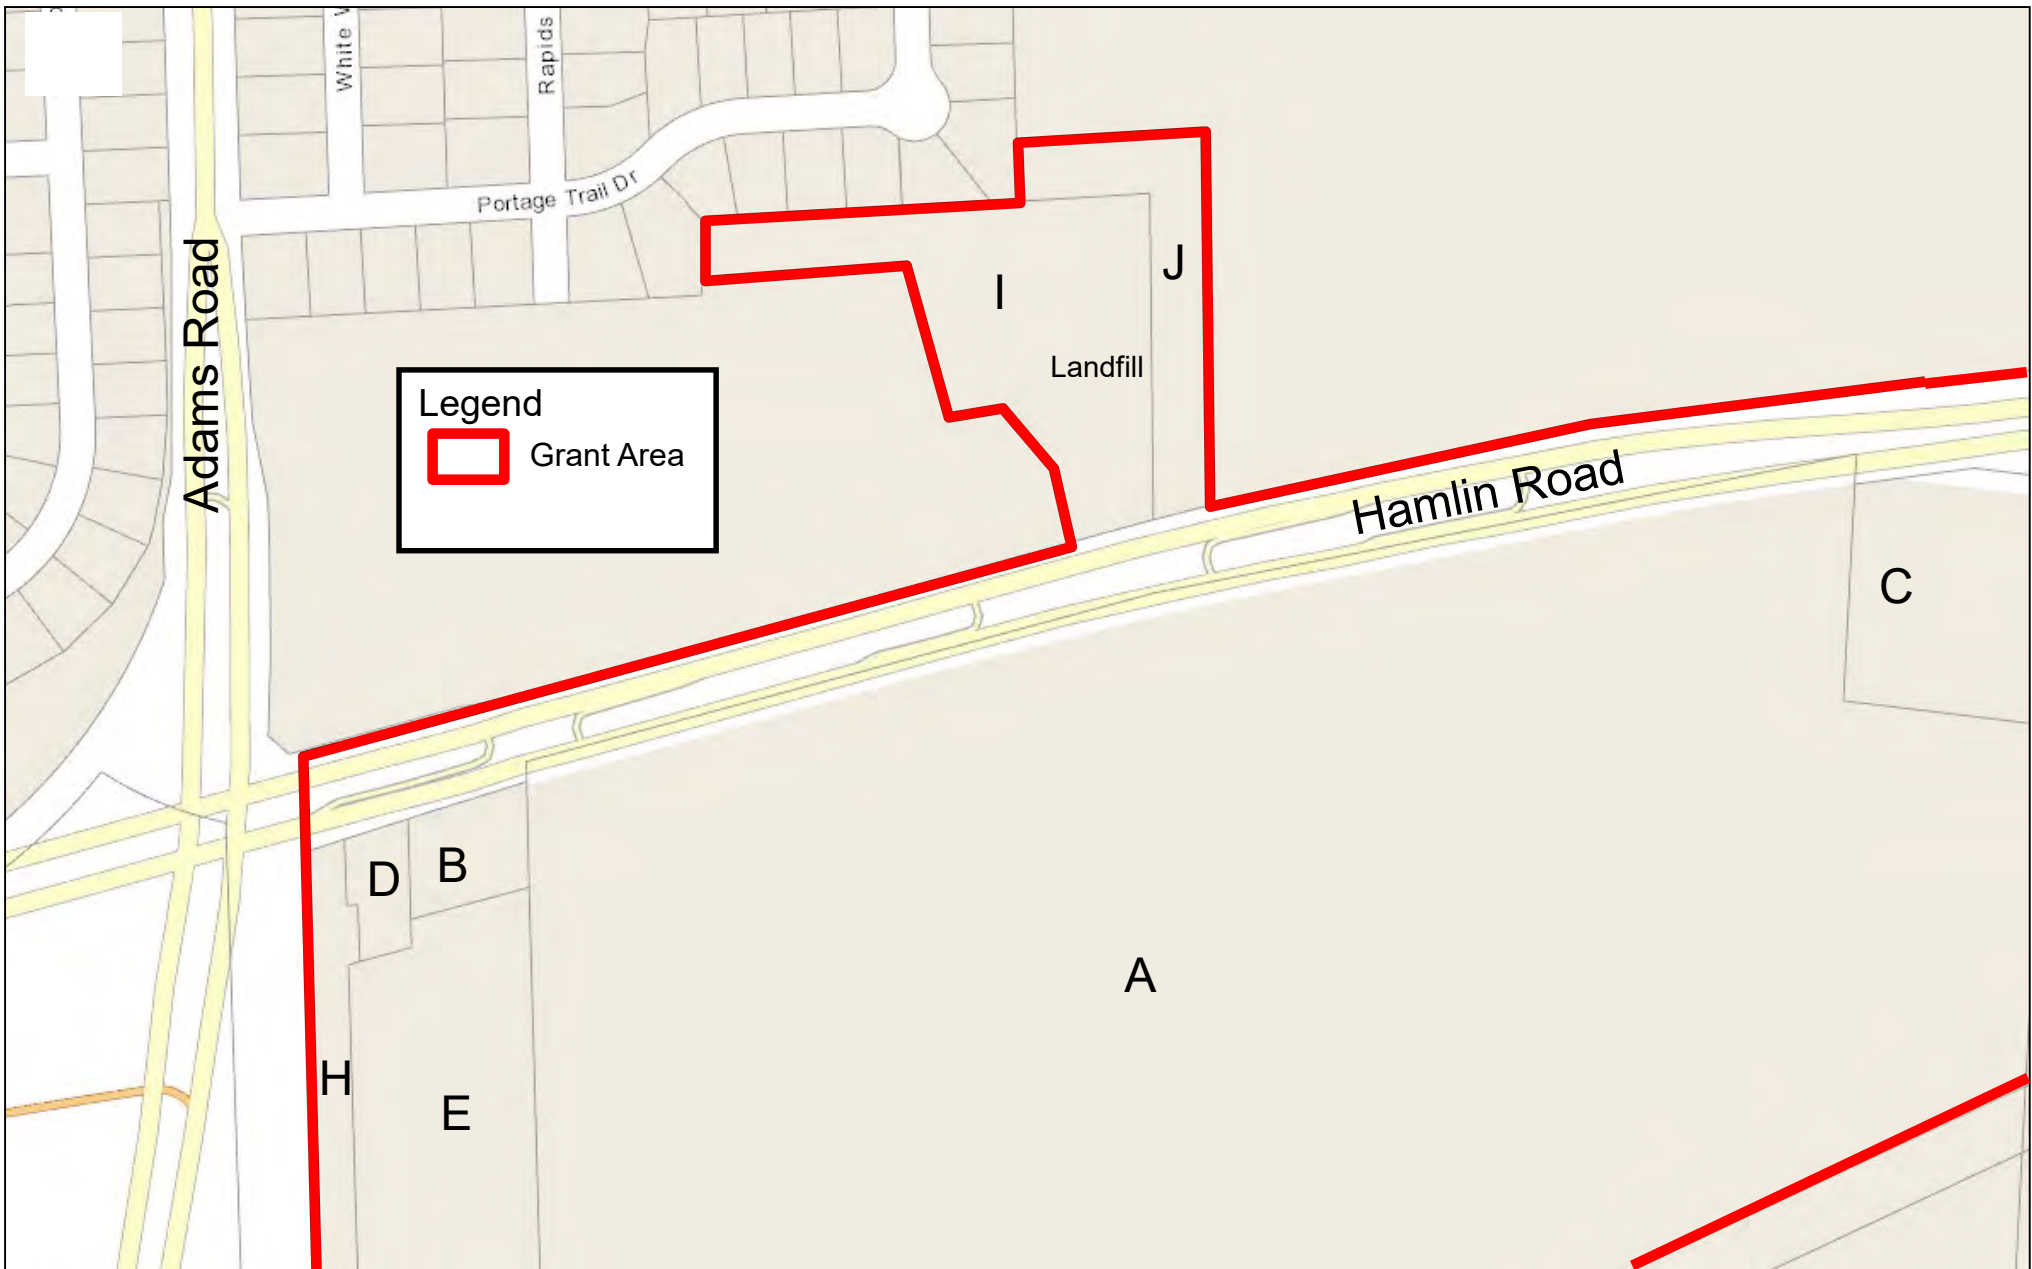 White
Rapids
Portage Trail Dr
Adams Road
J
I
Landfill
Legend
Grant Area
Hamlin Road
C
D
B
A
H
E